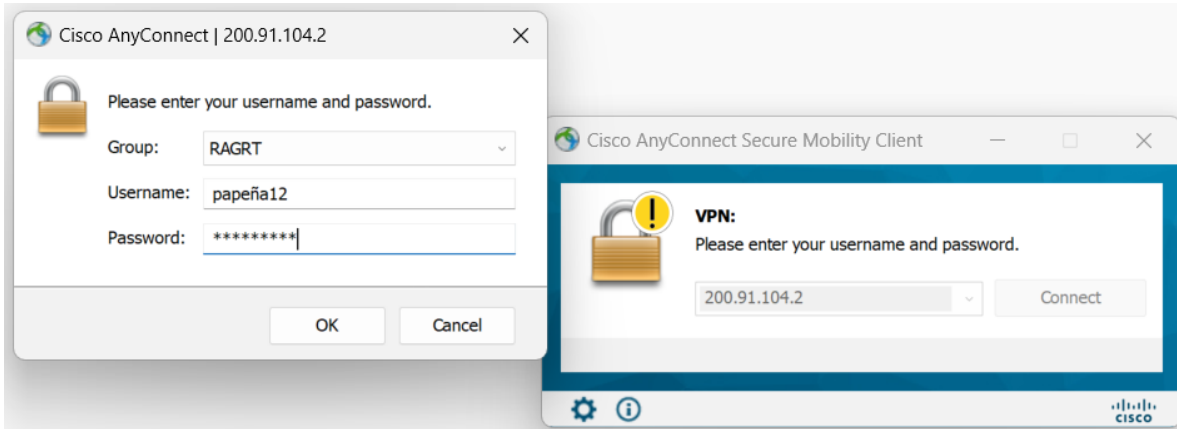 Cisco AnyConnect | 200.91.104.2
Please enter your username and password.
Group: RAGRT
Username: papeña12
Password: *********
OK Cancel
Cisco AnyConnect Secure Mobility Client
VPN:
Please enter your username and password.
200.91.104.2 Connect
CISCO